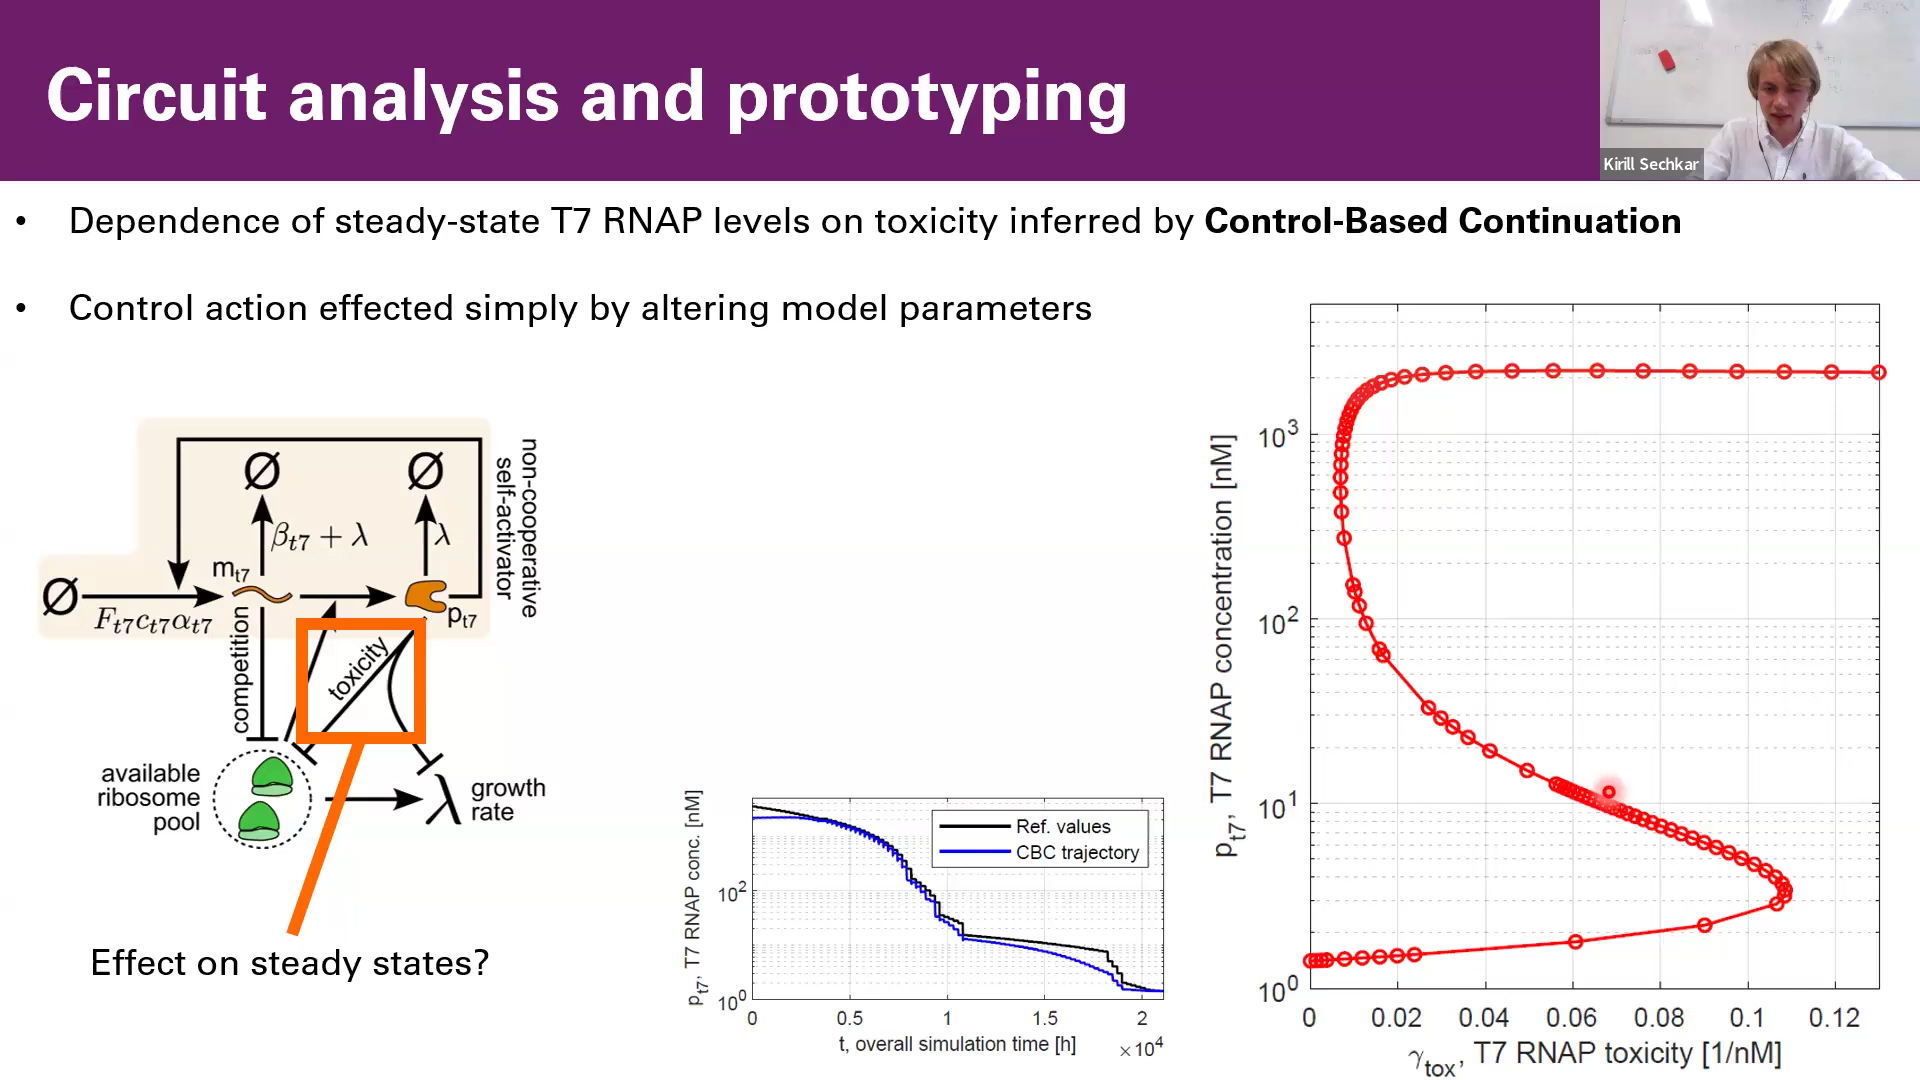 Circuit analysis and prototyping
Kirill Sechkar
• Dependence of steady-state T7 RNAP levels on toxicity inferred by Control-Based Continuation
• Control action effected simply by altering model parameters
non-cooperative
self-activator
Ø
Ø
β_t7 + λ
λ
m_t7
Ø
F_t7 c_t7 α_t7
p_t7
competition
toxicity
available
ribosome
pool
λ
growth
rate
Effect on steady states?
p_t7, T7 RNAP conc. [nM]
Ref. values
CBC trajectory
10^2
10^0
0 0.5 1 1.5 2
t, overall simulation time [h]
×10^4
p_t7, T7 RNAP concentration [nM]
10^3
10^2
10^1
10^0
0 0.02 0.04 0.06 0.08 0.1 0.12
γ_tox, T7 RNAP toxicity [1/nM]